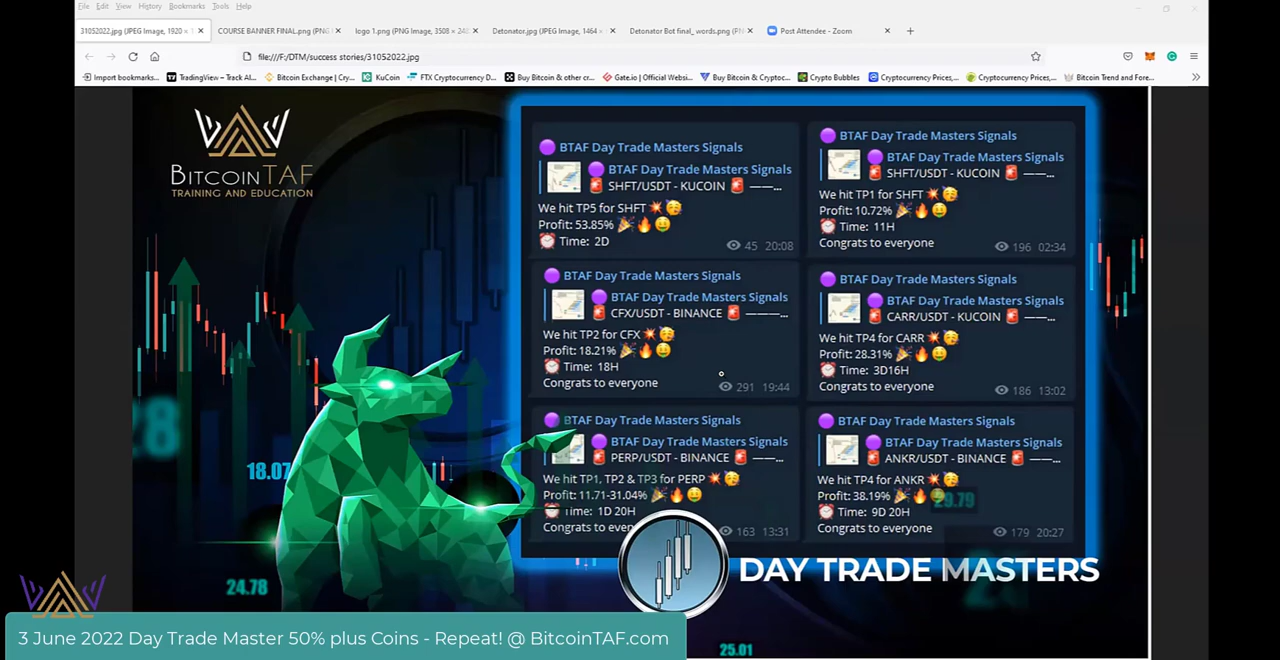 File Edit View History Bookmarks Tools Help
31052022.jpg (JPEG Image, 1920 × 1
COURSE BANNER FINAL.png (PNG
logo 1.png (PNG Image, 3508 × 24
Detonator.jpg (JPEG Image, 1464 ×
Detonator Bot final_words.png (PN
Post Attendee - Zoom
file:///F:/DTM/success stories/31052022.jpg
Import bookmarks...
TradingView – Track Al...
Bitcoin Exchange | Cry...
KuCoin
FTX Cryptocurrency D...
Buy Bitcoin & other cr...
Gate.io | Official Websi...
Buy Bitcoin & Cryptoc...
Crypto Bubbles
Cryptocurrency Prices,...
Cryptocurrency Prices,...
Bitcoin Trend and Fore...
BITCOINTAF
TRAINING AND EDUCATION
BTAF Day Trade Masters Signals
BTAF Day Trade Masters Signals
🚨 SHFT/USDT - KUCOIN 🚨 ——...
We hit TP5 for SHFT 💥🥳
Profit: 53.85% 🎉🔥🤑
⏰ Time: 2D
45 20:08
BTAF Day Trade Masters Signals
BTAF Day Trade Masters Signals
🚨 SHFT/USDT - KUCOIN 🚨 ——...
We hit TP1 for SHFT 💥🥳
Profit: 10.72% 🎉🔥🤑
⏰ Time: 11H
Congrats to everyone
196 02:34
BTAF Day Trade Masters Signals
BTAF Day Trade Masters Signals
🚨 CFX/USDT - BINANCE 🚨 ———...
We hit TP2 for CFX 💥🥳
Profit: 18.21% 🎉🔥🤑
⏰ Time: 18H
Congrats to everyone
291 19:44
BTAF Day Trade Masters Signals
BTAF Day Trade Masters Signals
🚨 CARR/USDT - KUCOIN 🚨 ——...
We hit TP4 for CARR 💥🥳
Profit: 28.31% 🎉🔥🤑
⏰ Time: 3D16H
Congrats to everyone
186 13:02
BTAF Day Trade Masters Signals
BTAF Day Trade Masters Signals
🚨 PERP/USDT - BINANCE 🚨 ——...
We hit TP1, TP2 & TP3 for PERP 💥🥳
Profit: 11.71-31.04% 🎉🔥🤑
Time: 1D 20H
Congrats to
163 13:31
BTAF Day Trade Masters Signals
BTAF Day Trade Masters Signals
🚨 ANKR/USDT - BINANCE 🚨 ——...
We hit TP4 for ANKR 💥🥳
Profit: 38.19% 🎉🔥🤑
⏰ Time: 9D 20H
Congrats to everyone
179 20:27
18.07
29.79
24.78
25.01
DAY TRADE MASTERS
3 June 2022 Day Trade Master 50% plus Coins - Repeat! @ BitcoinTAF.com